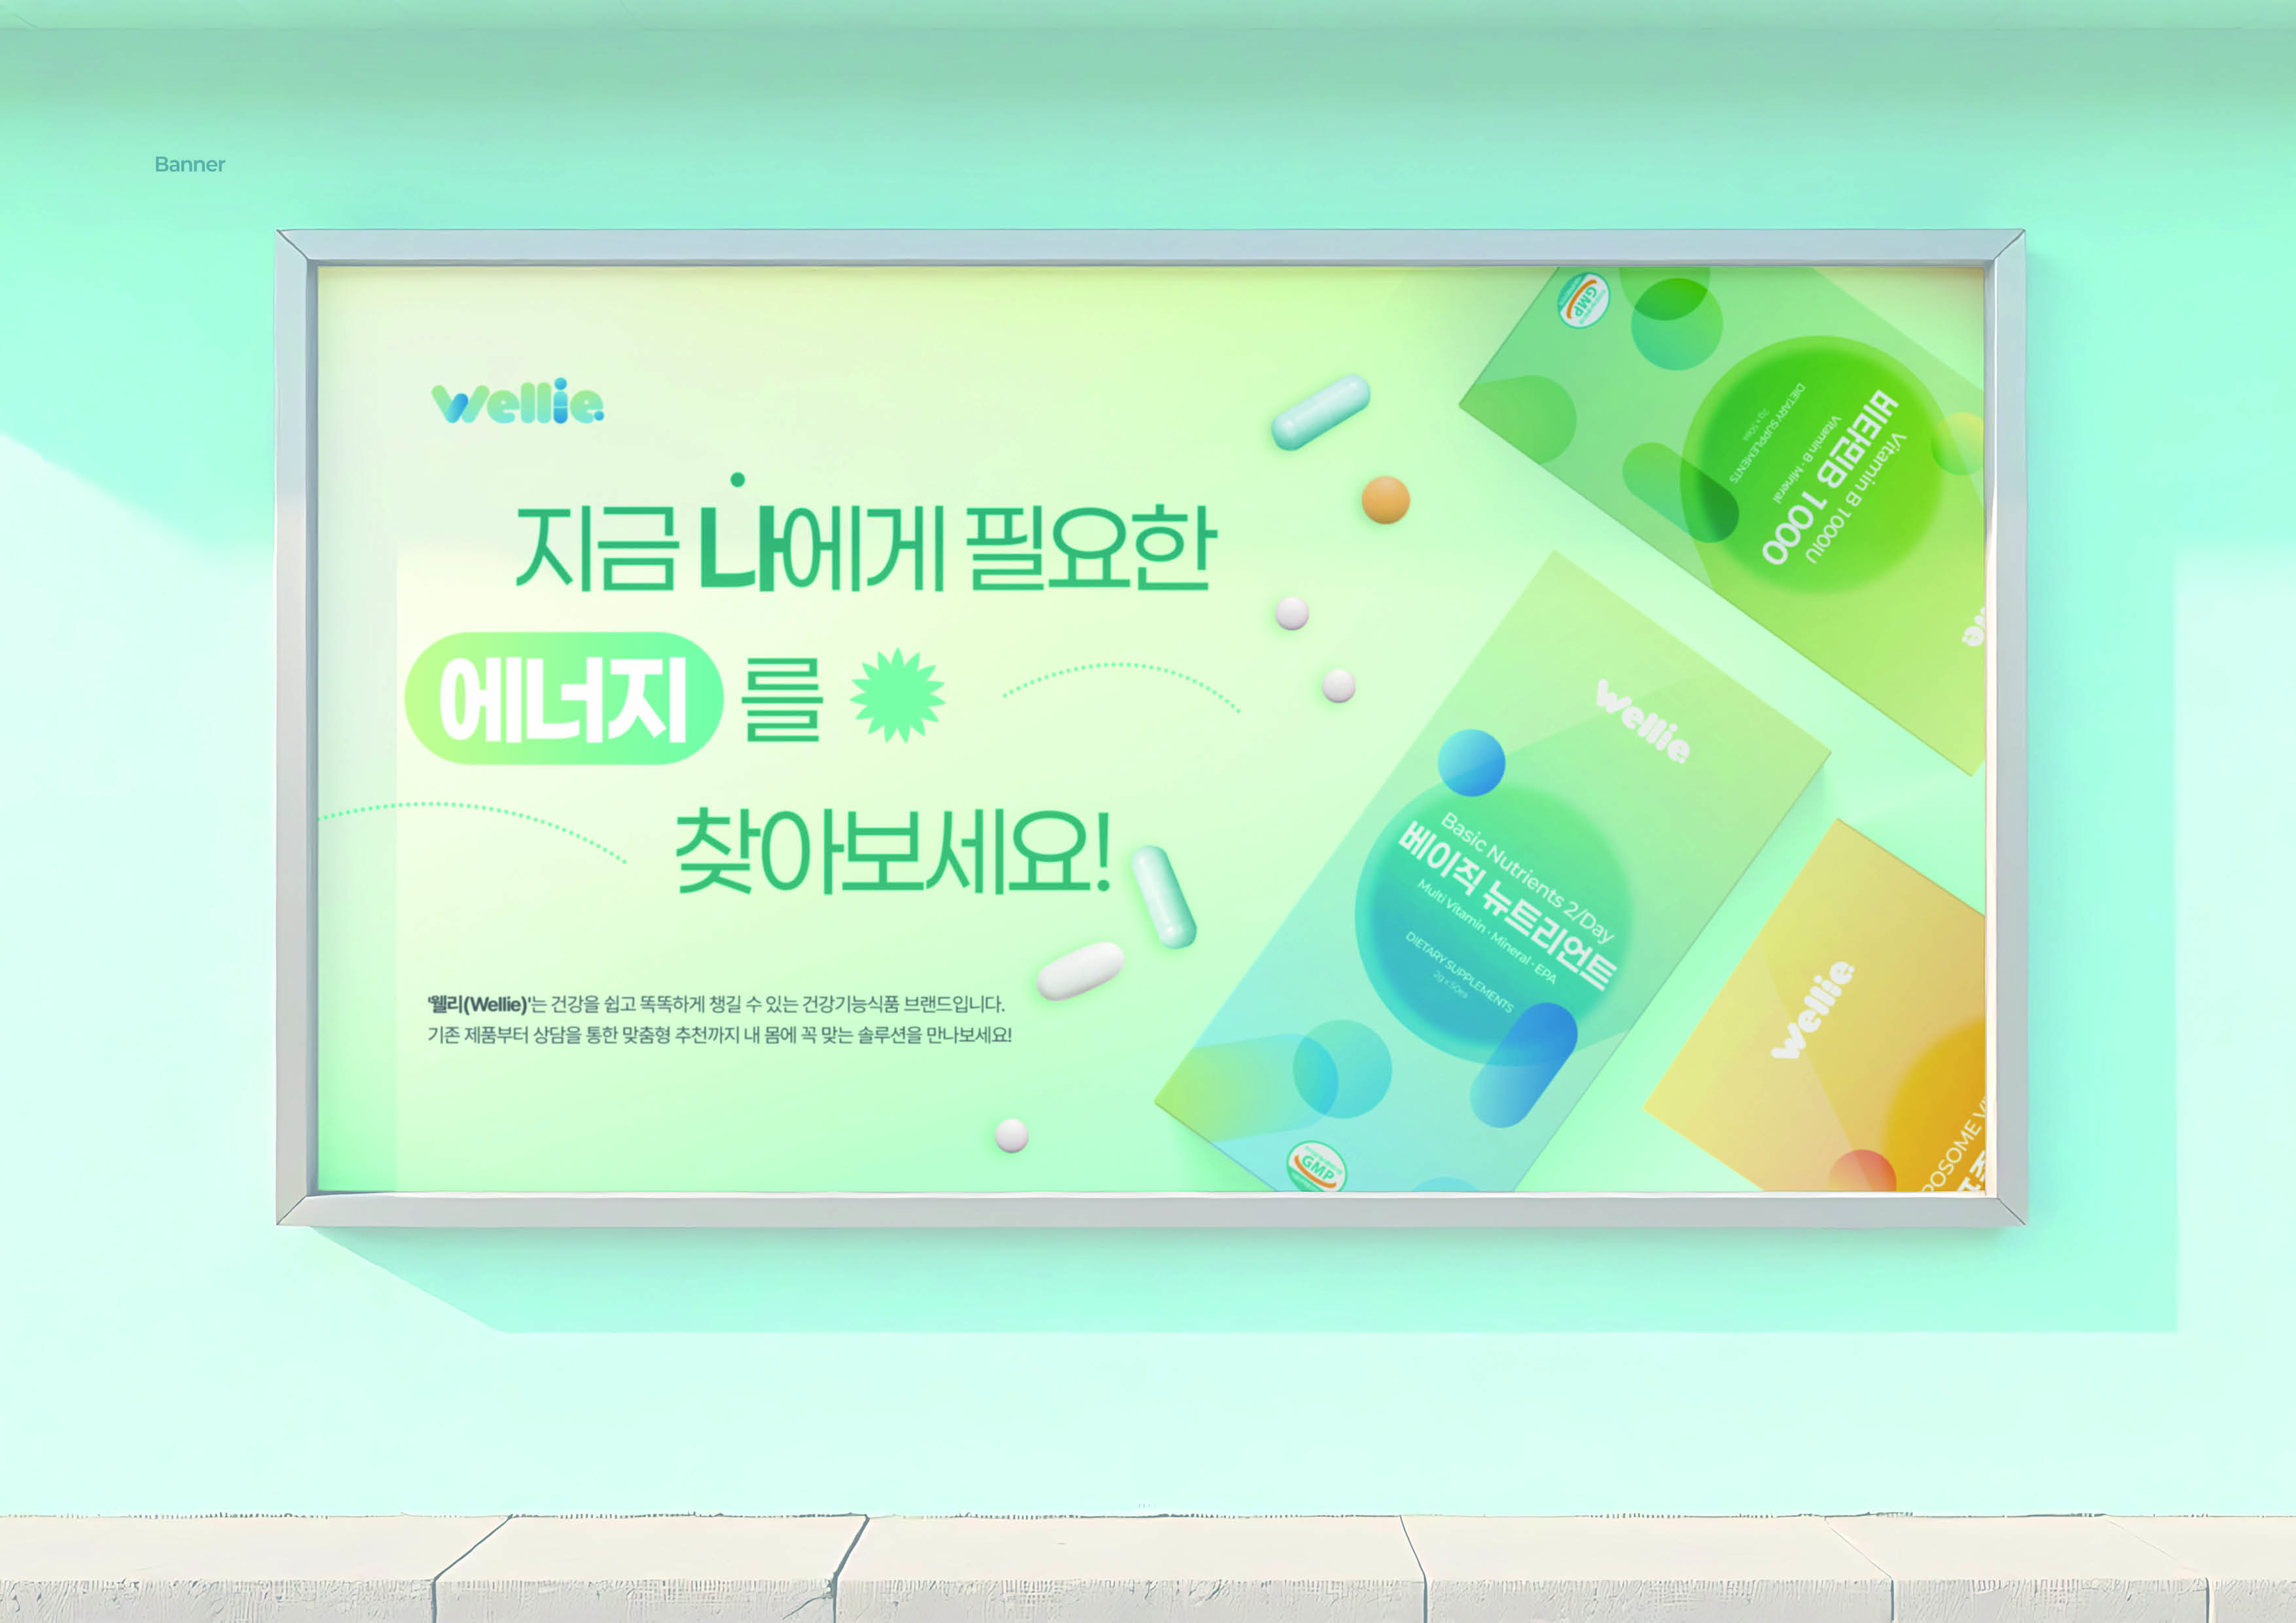 Banner
wellie
지금 나에게 필요한
에너지 를
찾아보세요!
'웰리(Wellie)'는 건강을 쉽고 똑똑하게 챙길 수 있는 건강기능식품 브랜드입니다.
기존 제품부터 상담을 통한 맞춤형 추천까지 내 몸에 꼭 맞는 솔루션을 만나보세요!
GMP
Vitamin B 100IU
비타민B 1000
Vitamin B · Mineral
DIETARY SUPPLEMENTS
2g x 50ea
wellie
Basic Nutrients 2/Day
베이직 뉴트리언트
Multi Vitamin · Mineral · EPA
DIETARY SUPPLEMENTS
2g x 50ea
GMP
wellie